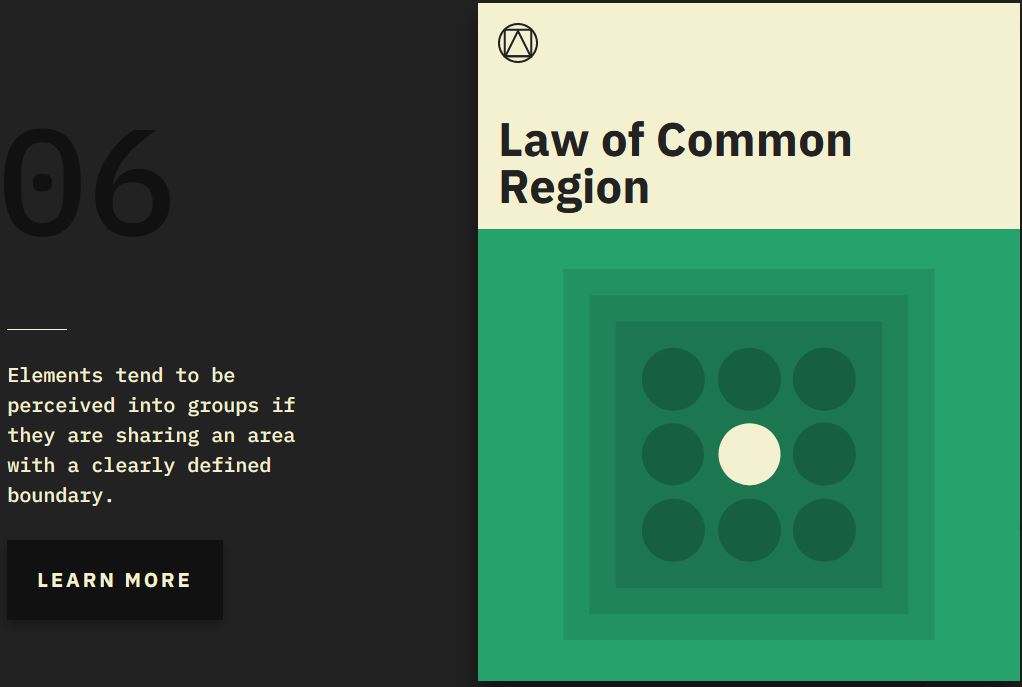 06
Elements tend to be
perceived into groups if
they are sharing an area
with a clearly defined
boundary.
LEARN MORE
Law of Common
Region